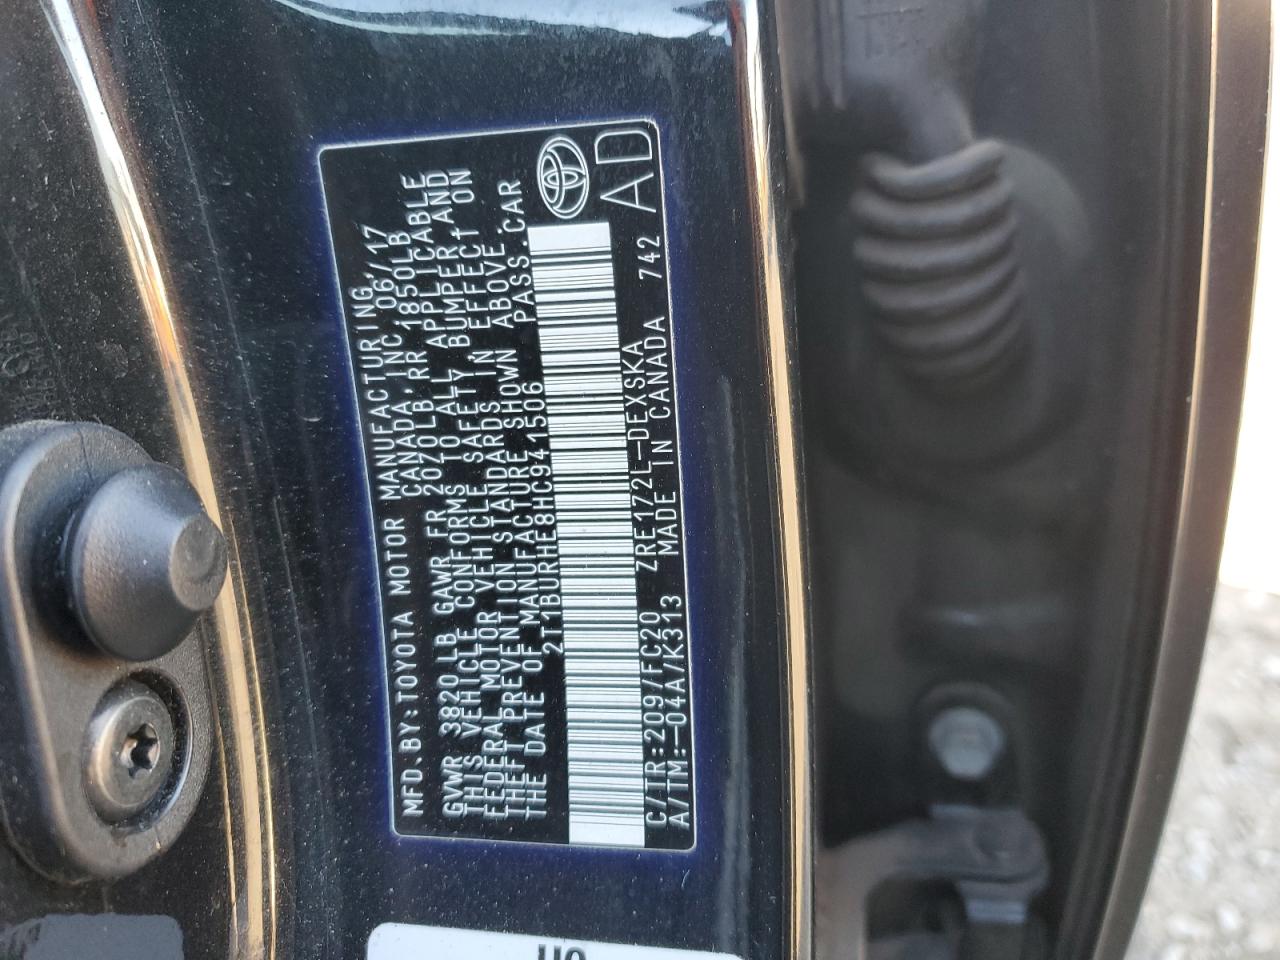 MFD.BY:TOYOTA MOTOR MANUFACTURING,
CANADA,INC. 06/17
GVWR 3820 LB GAWR FR 2070LB,RR 1850LB
THIS VEHICLE CONFORMS TO ALL APPLICABLE
FEDERAL MOTOR VEHICLE SAFETY,BUMPER,AND
THEFT PREVENTION STANDARDS IN EFFECT ON
THE DATE OF MANUFACTURE SHOWN ABOVE.
2T1BURHE8HC941506 PASS.CAR
C/TR:209/FC20 ZRE172L-DEXSKA 742
A/TM:-04A/K313 MADE IN CANADA
AD